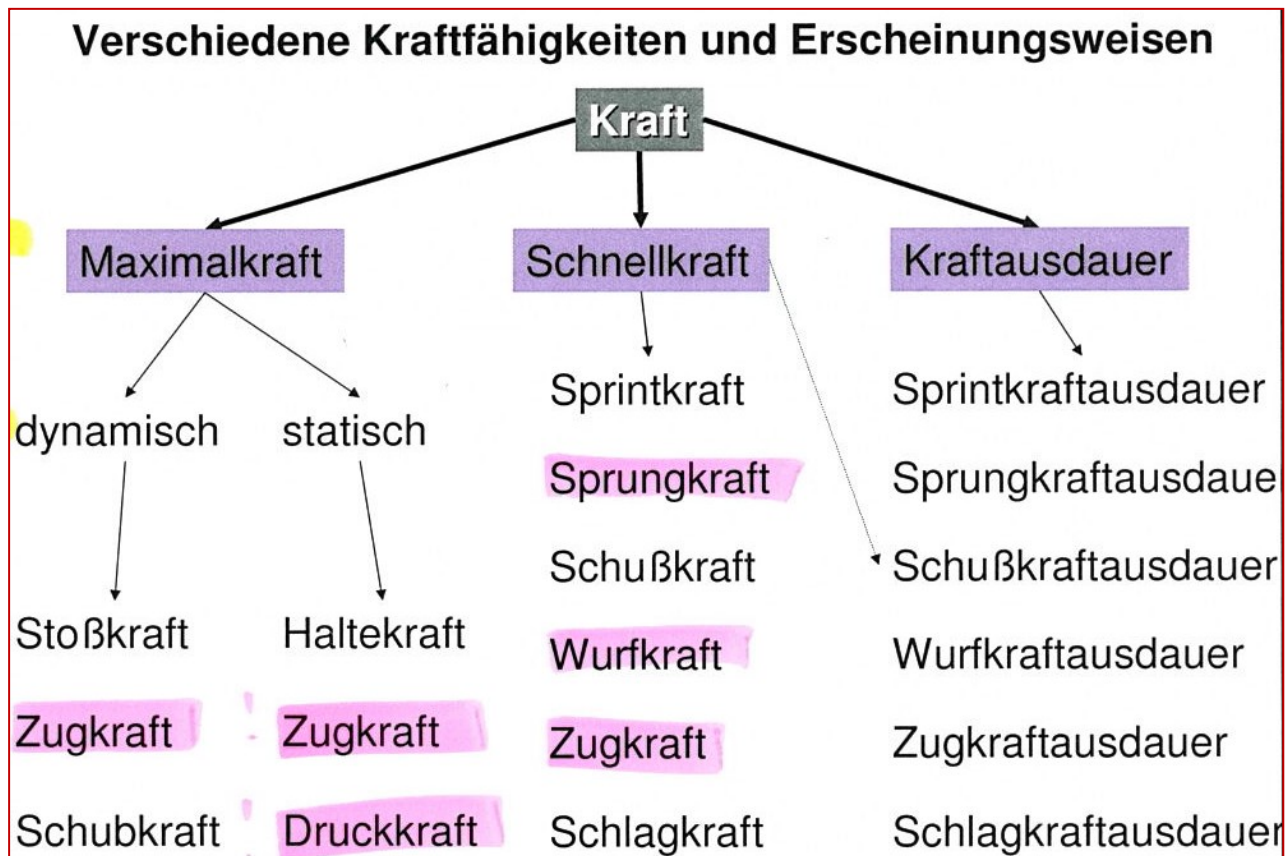 Verschiedene Kraftfähigkeiten und Erscheinungsweisen
Kraft
Maximalkraft
Schnellkraft
Kraftausdauer
dynamisch
statisch
Stoßkraft
Haltekraft
Zugkraft
Zugkraft
Schubkraft
Druckkraft
Sprintkraft
Sprungkraft
Schußkraft
Wurfkraft
Zugkraft
Schlagkraft
Sprintkraftausdauer
Sprungkraftausdaue
Schußkraftausdauer
Wurfkraftausdauer
Zugkraftausdauer
Schlagkraftausdauer